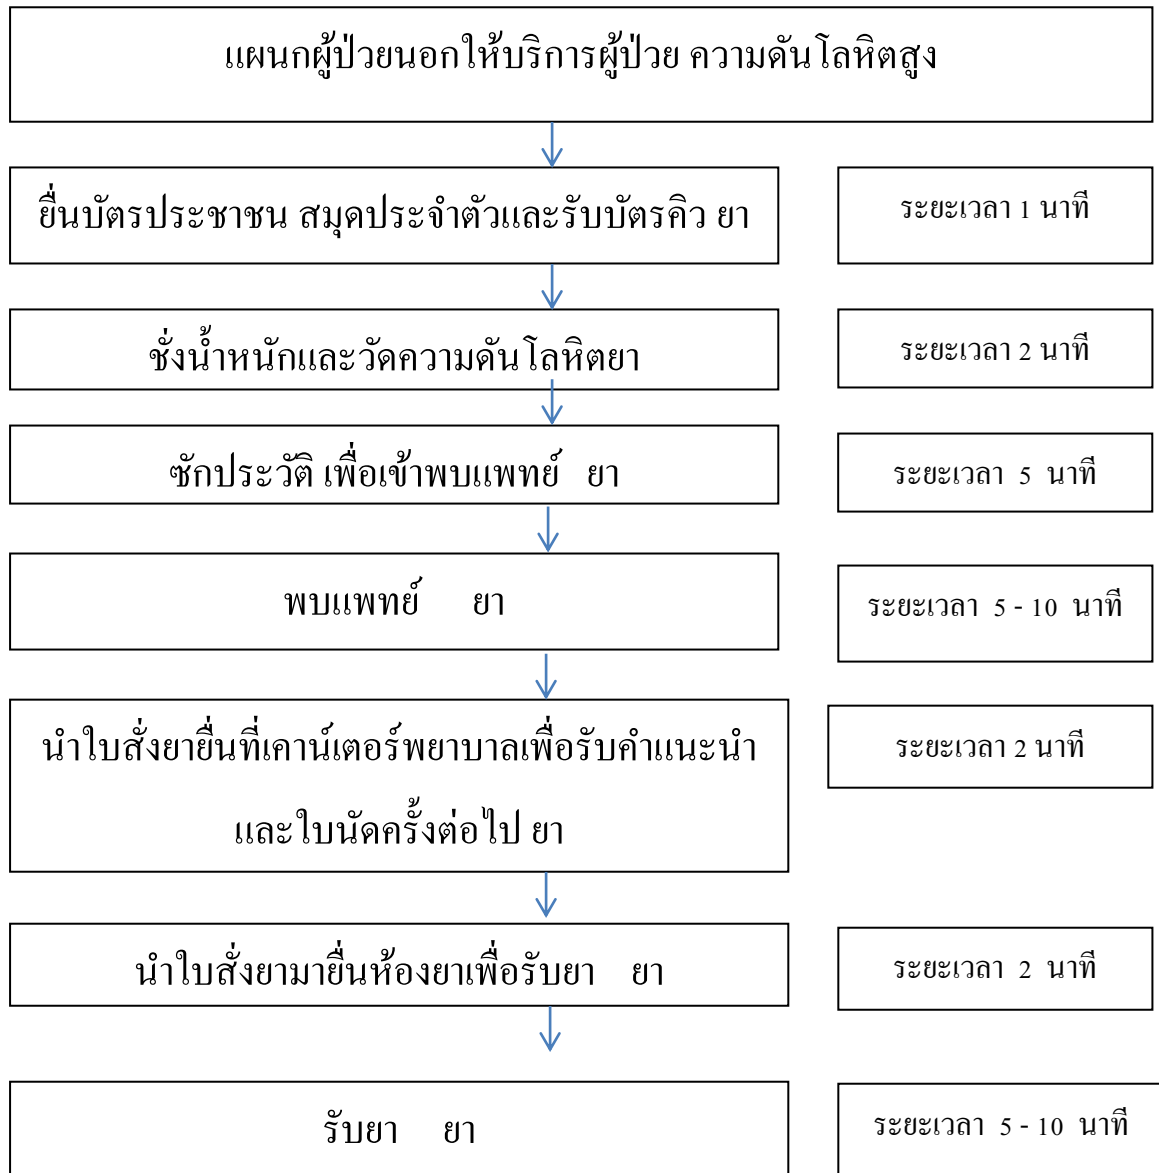 แผนกผู้ป่วยนอกให้บริการผู้ป่วย ความดันโลหิตสูง
ยื่นบัตรประชาชน สมุดประจำตัวและรับบัตรคิว ยา
ระยะเวลา 1 นาที
ชั่งน้ำหนักและวัดความดันโลหิตยา
ระยะเวลา 2 นาที
ซักประวัติ เพื่อเข้าพบแพทย์ ยา
ระยะเวลา 5 นาที
พบแพทย์ ยา
ระยะเวลา 5 - 10 นาที
นำใบสั่งยายื่นที่เคาน์เตอร์พยาบาลเพื่อรับคำแนะนำ
และใบนัดครั้งต่อไป ยา
ระยะเวลา 2 นาที
นำใบสั่งยามายื่นห้องยาเพื่อรับยา ยา
ระยะเวลา 2 นาที
รับยา ยา
ระยะเวลา 5 - 10 นาที